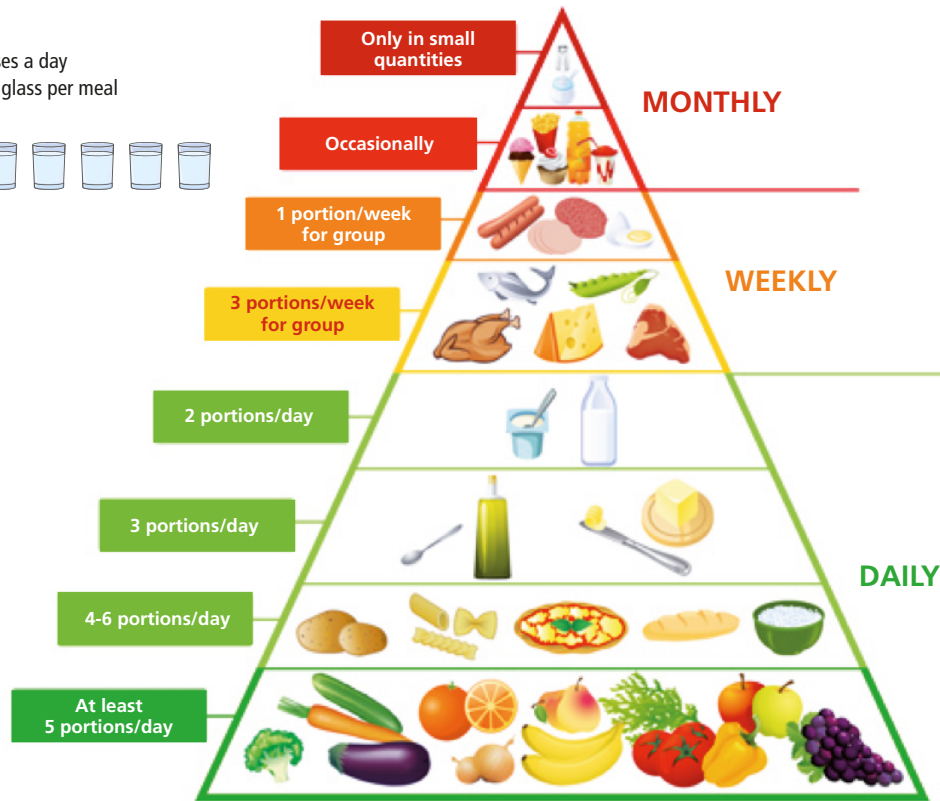 ses a day
glass per meal
Only in small
quantities
MONTHLY
Occasionally
1 portion/week
for group
WEEKLY
3 portions/week
for group
2 portions/day
3 portions/day
DAILY
4-6 portions/day
At least
5 portions/day